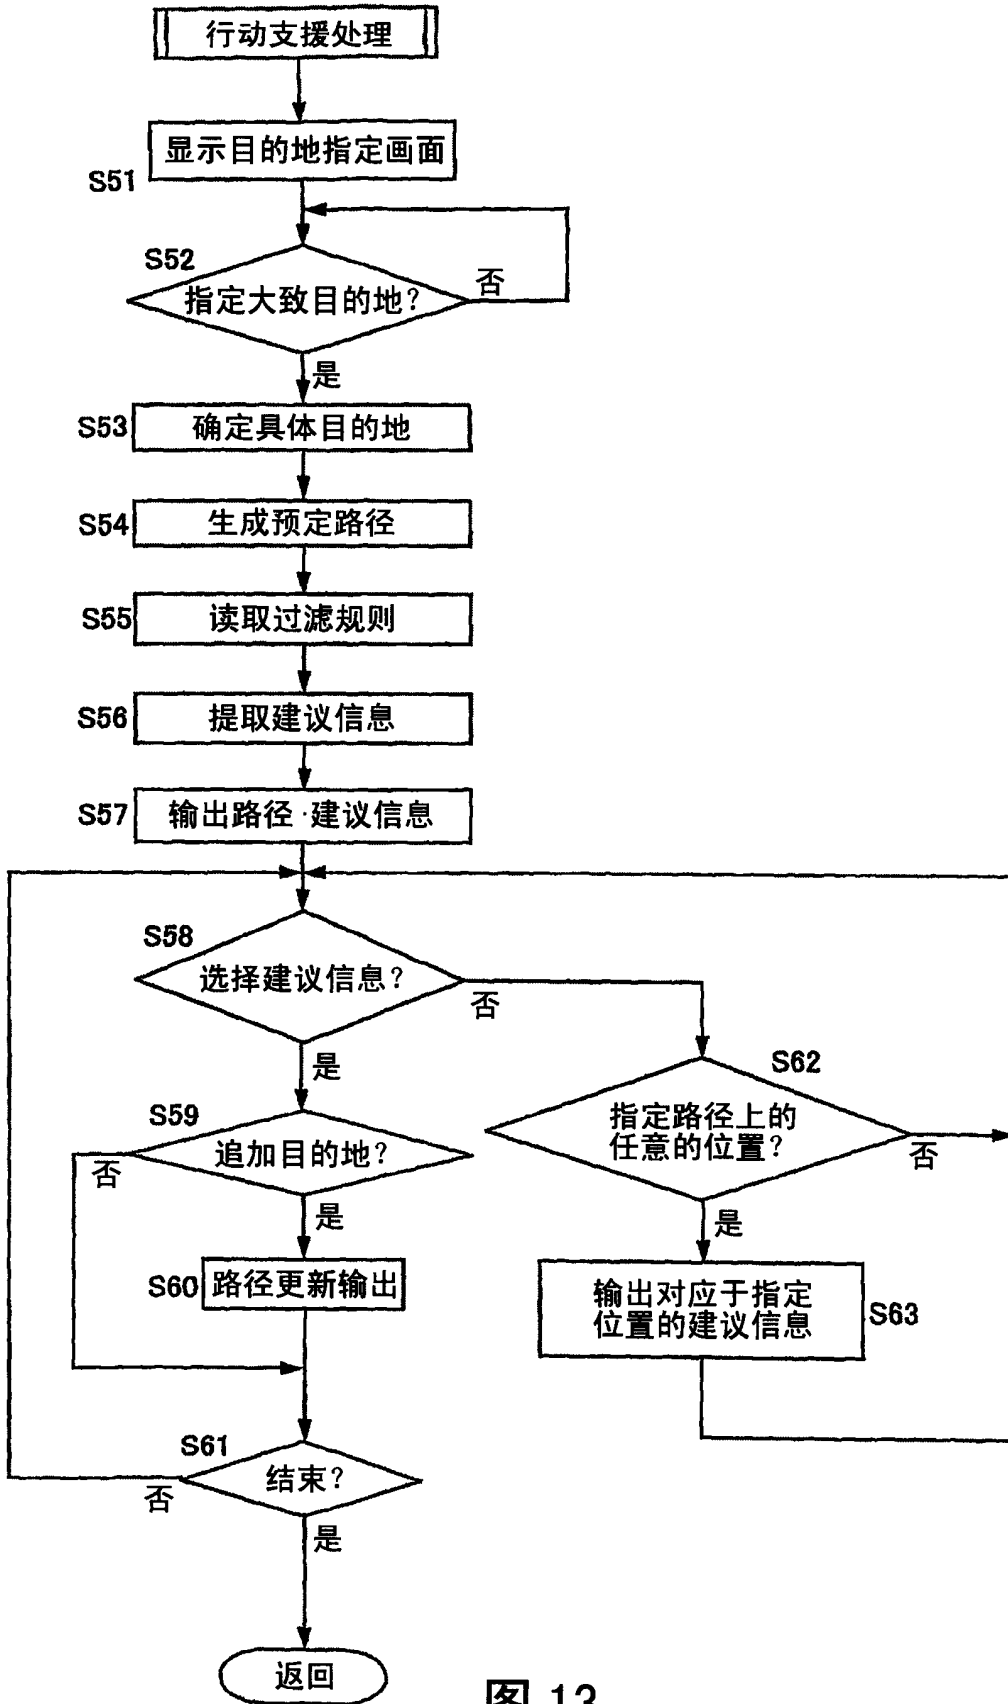 行动支援处理
显示目的地指定画面
S51
S52
指定大致目的地？
否
是
S53
确定具体目的地
S54
生成预定路径
S55
读取过滤规则
S56
提取建议信息
S57
输出路径·建议信息
S58
选择建议信息？
否
是
S62
指定路径上的
任意的位置？
否
是
S59
追加目的地？
否
是
S60
路径更新输出
输出对应于指定
位置的建议信息
S63
S61
结束？
否
是
返回
图 13